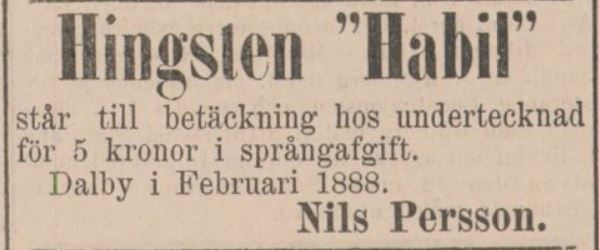 Hingsten "Habil"
står till betäckning hos undertecknad
för 5 kronor i språngafgift.
Dalby i Februari 1888.
Nils Persson.